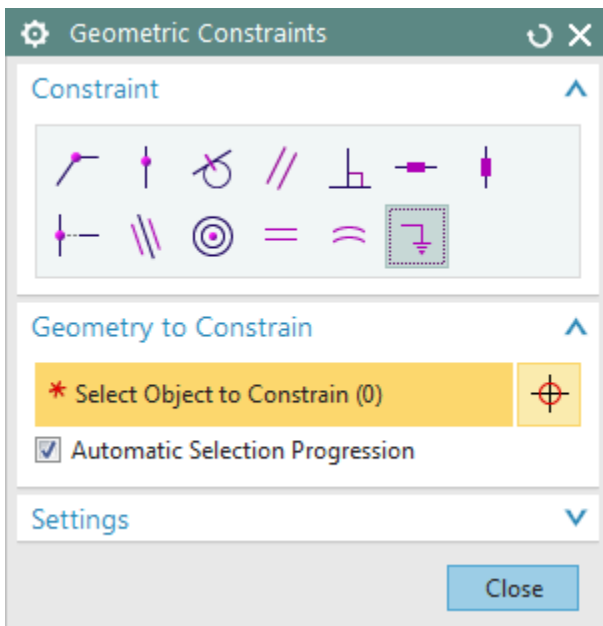 Geometric Constraints
Constraint
Geometry to Constrain
* Select Object to Constrain (0)
Automatic Selection Progression
Settings
Close